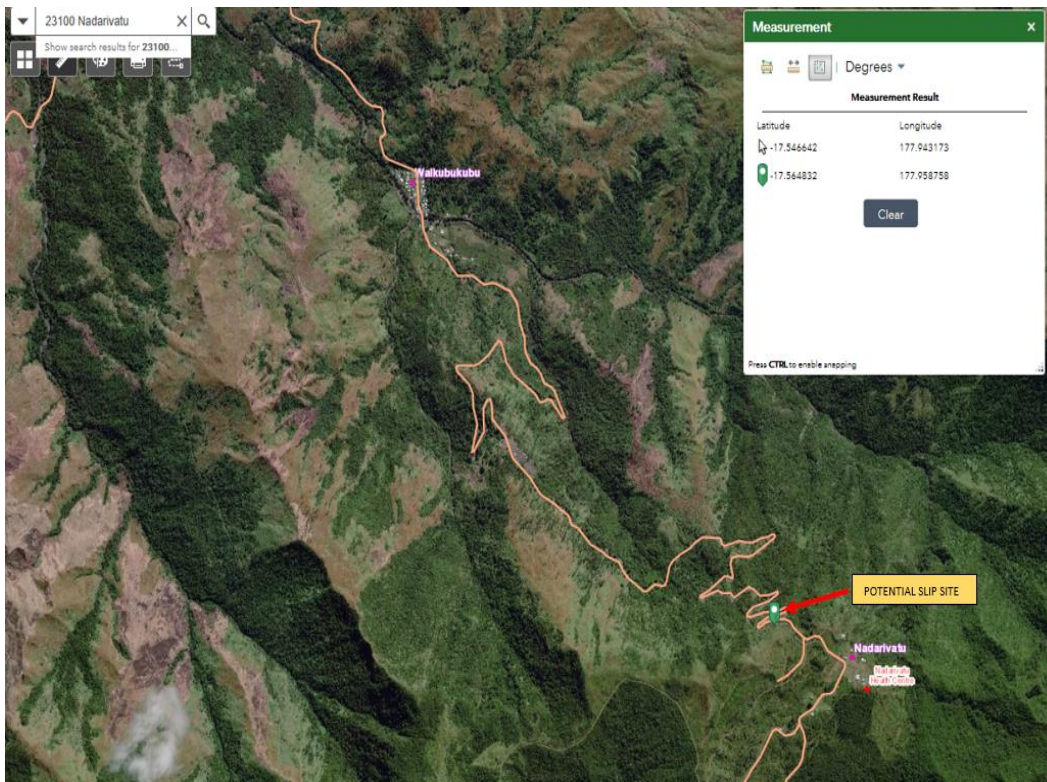 23100 Nadarivatu
Show search results for 23100...
Measurement
Degrees
Measurement Result
Latitude Longitude
-17.546642 177.943173
-17.564832 177.958758
Clear
Press CTRL to enable snapping
Vaikubukubu
POTENTIAL SLIP SITE
Nadarivatu
Nadarivatu
Health Centre